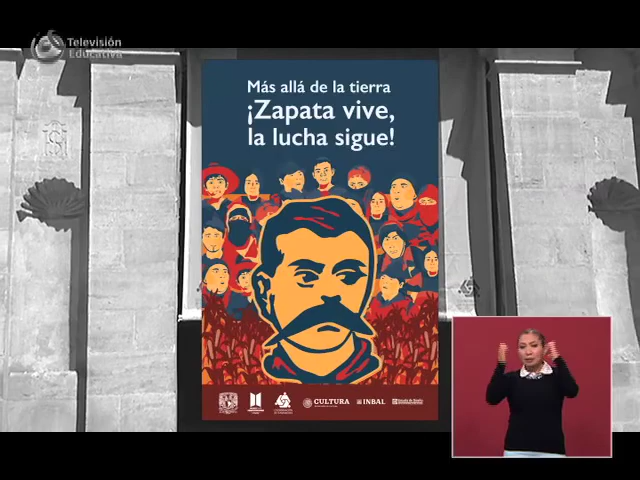 Televisión
Educativa
Más allá de la tierra
¡Zapata vive,
la lucha sigue!
CULTURA
INBAL